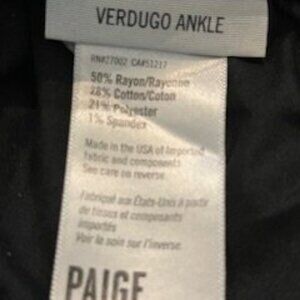 VERDUGO ANKLE
RN#27002 CA#51217
50% Rayon/Rayonne
28% Cotton/Coton
21% Polyester
1% Spandex
Made in the USA of imported
fabric and components
See care on reverse.
Fabriqué aux États-Unis à partir
de tissus et composants
importés
Voir le soin sur l'inverse.
PAIGE